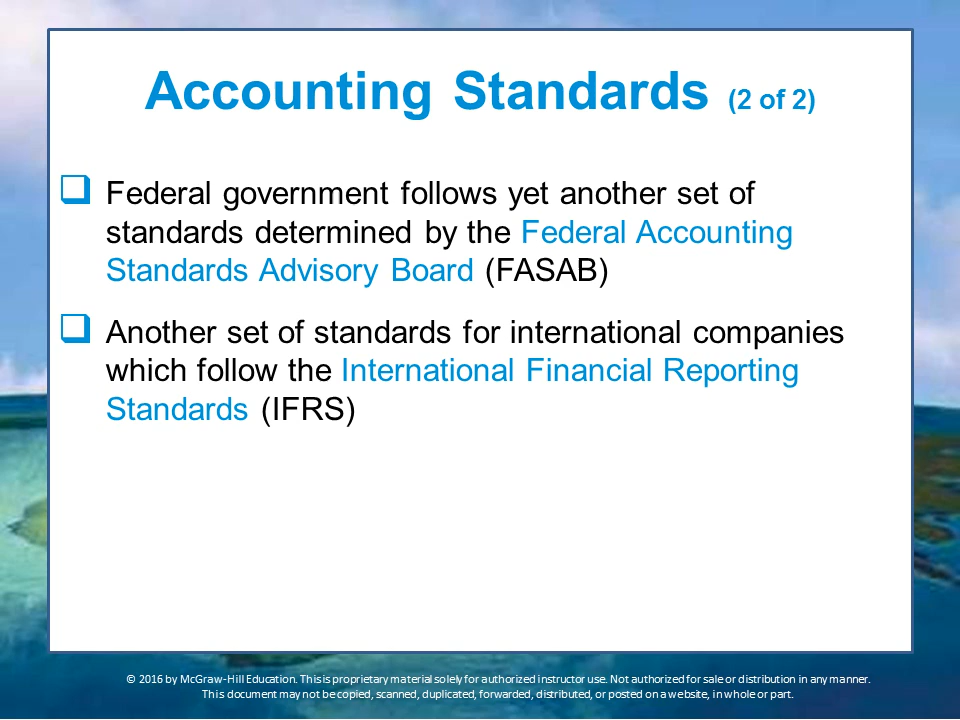 Accounting Standards (2 of 2)
Federal government follows yet another set of
standards determined by the Federal Accounting
Standards Advisory Board (FASAB)
Another set of standards for international companies
which follow the International Financial Reporting
Standards (IFRS)
© 2016 by McGraw-Hill Education. This is proprietary material solely for authorized instructor use. Not authorized for sale or distribution in any manner.
This document may not be copied, scanned, duplicated, forwarded, distributed, or posted on a website, in whole or part.